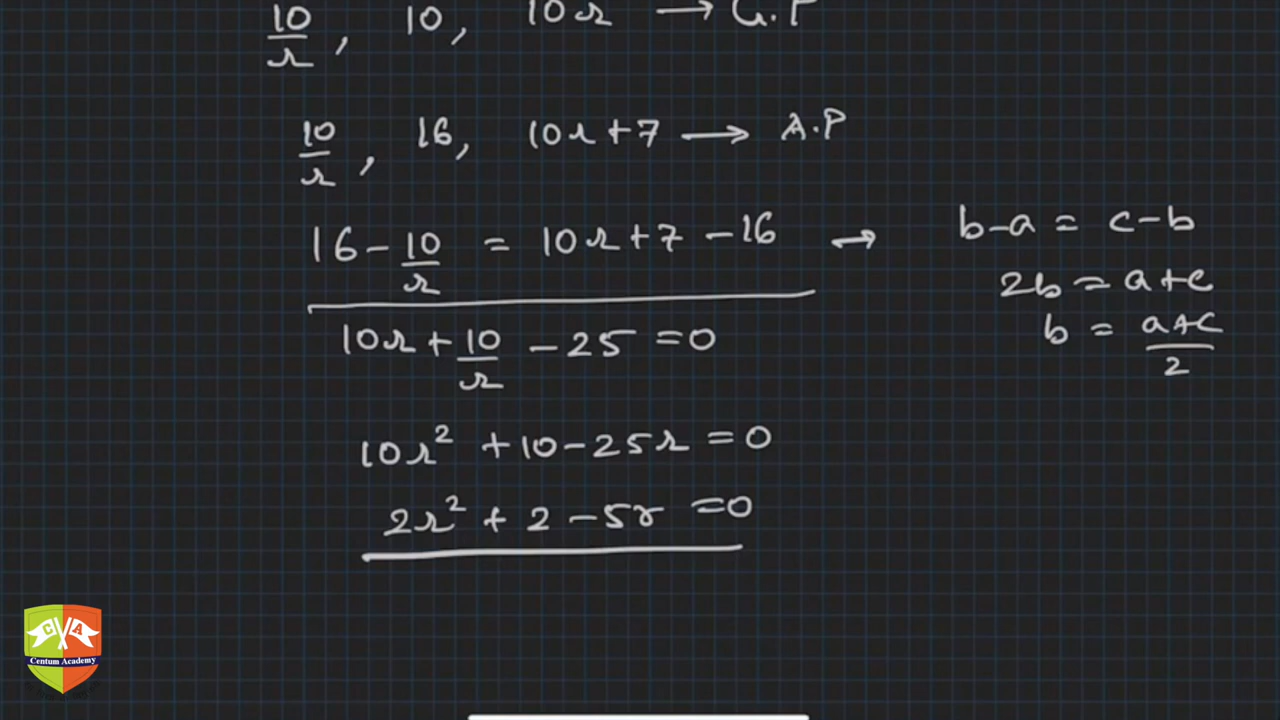 10/r, 10, 10r → G.P
10/r, 16, 10r+7 → A.P
16 - 10/r = 10r+7-16 → b-a = c-b
2b = a+c
10r + 10/r - 25 = 0
b = a+c/2
10r² + 10 - 25r = 0
2r² + 2 - 5r = 0
C A
Centum Academy